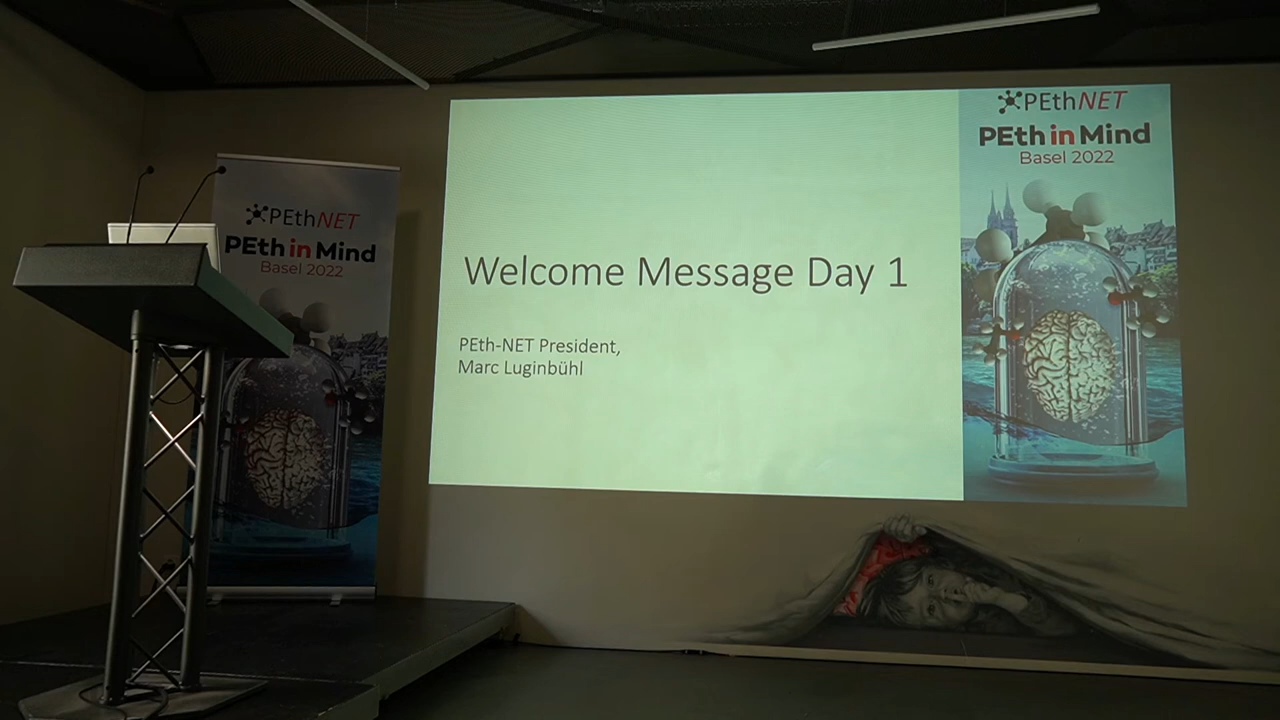 PEthNET
PEth in Mind
Basel 2022
Welcome Message Day 1
PEth-NET President,
Marc Luginbühl
PEthNET
PEth in Mind
Basel 2022